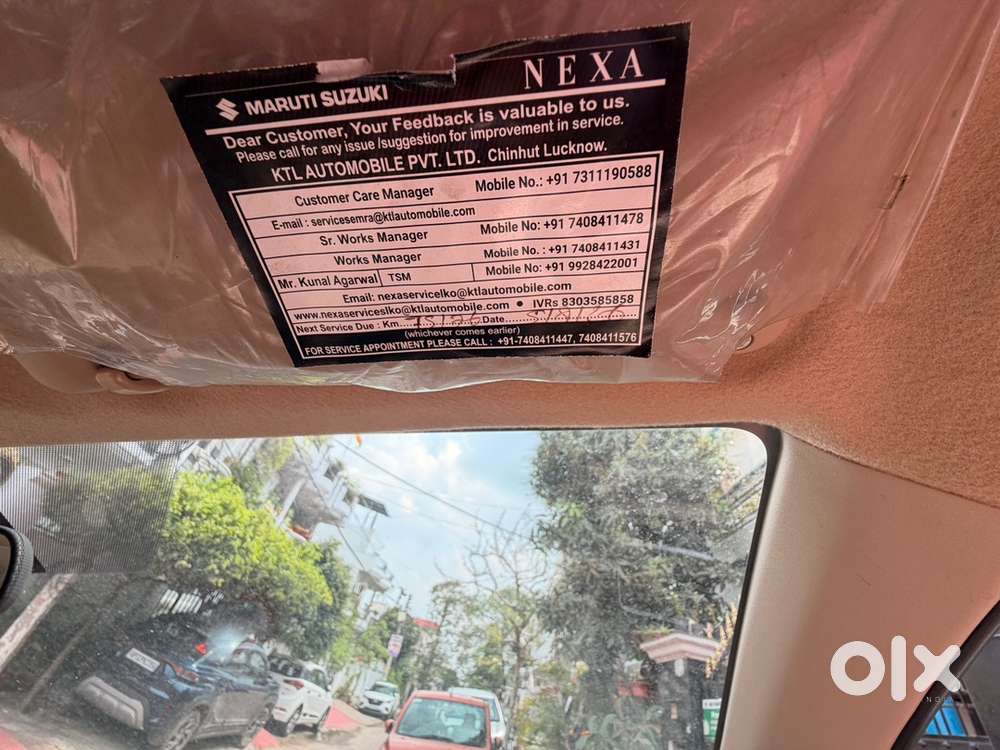 MARUTI SUZUKI
NEXA
Dear Customer, Your Feedback is valuable to us.
Please call for any issue /suggestion for improvement in service.
KTL AUTOMOBILE PVT. LTD. Chinhut Lucknow.
Customer Care Manager Mobile No.: +91 7311190588
E-mail : servicesemra@ktlautomobile.com
Sr. Works Manager Mobile No: +91 7408411478
Works Manager Mobile No. : +91 7408411431
Mr. Kunal Agarwal TSM Mobile No: +91 9928422001
Email: nexaservicelko@ktlautomobile.com
www.nexaserviceslko@ktlautomobile.com • IVRs 8303585858
Next Service Due : Km. 75126 Date
(whichever comes earlier)
FOR SERVICE APPOINTMENT PLEASE CALL : +91-7408411447, 7408411576
olx